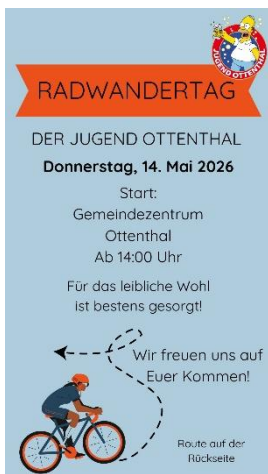 JUGEND OTTENTHAL
RADWANDERTAG
DER JUGEND OTTENTHAL
Donnerstag, 14. Mai 2026
Start:
Gemeindezentrum
Ottenthal
Ab 14:00 Uhr
Für das leibliche Wohl
ist bestens gesorgt!
Wir freuen uns auf
Euer Kommen!
Route auf der
Rückseite